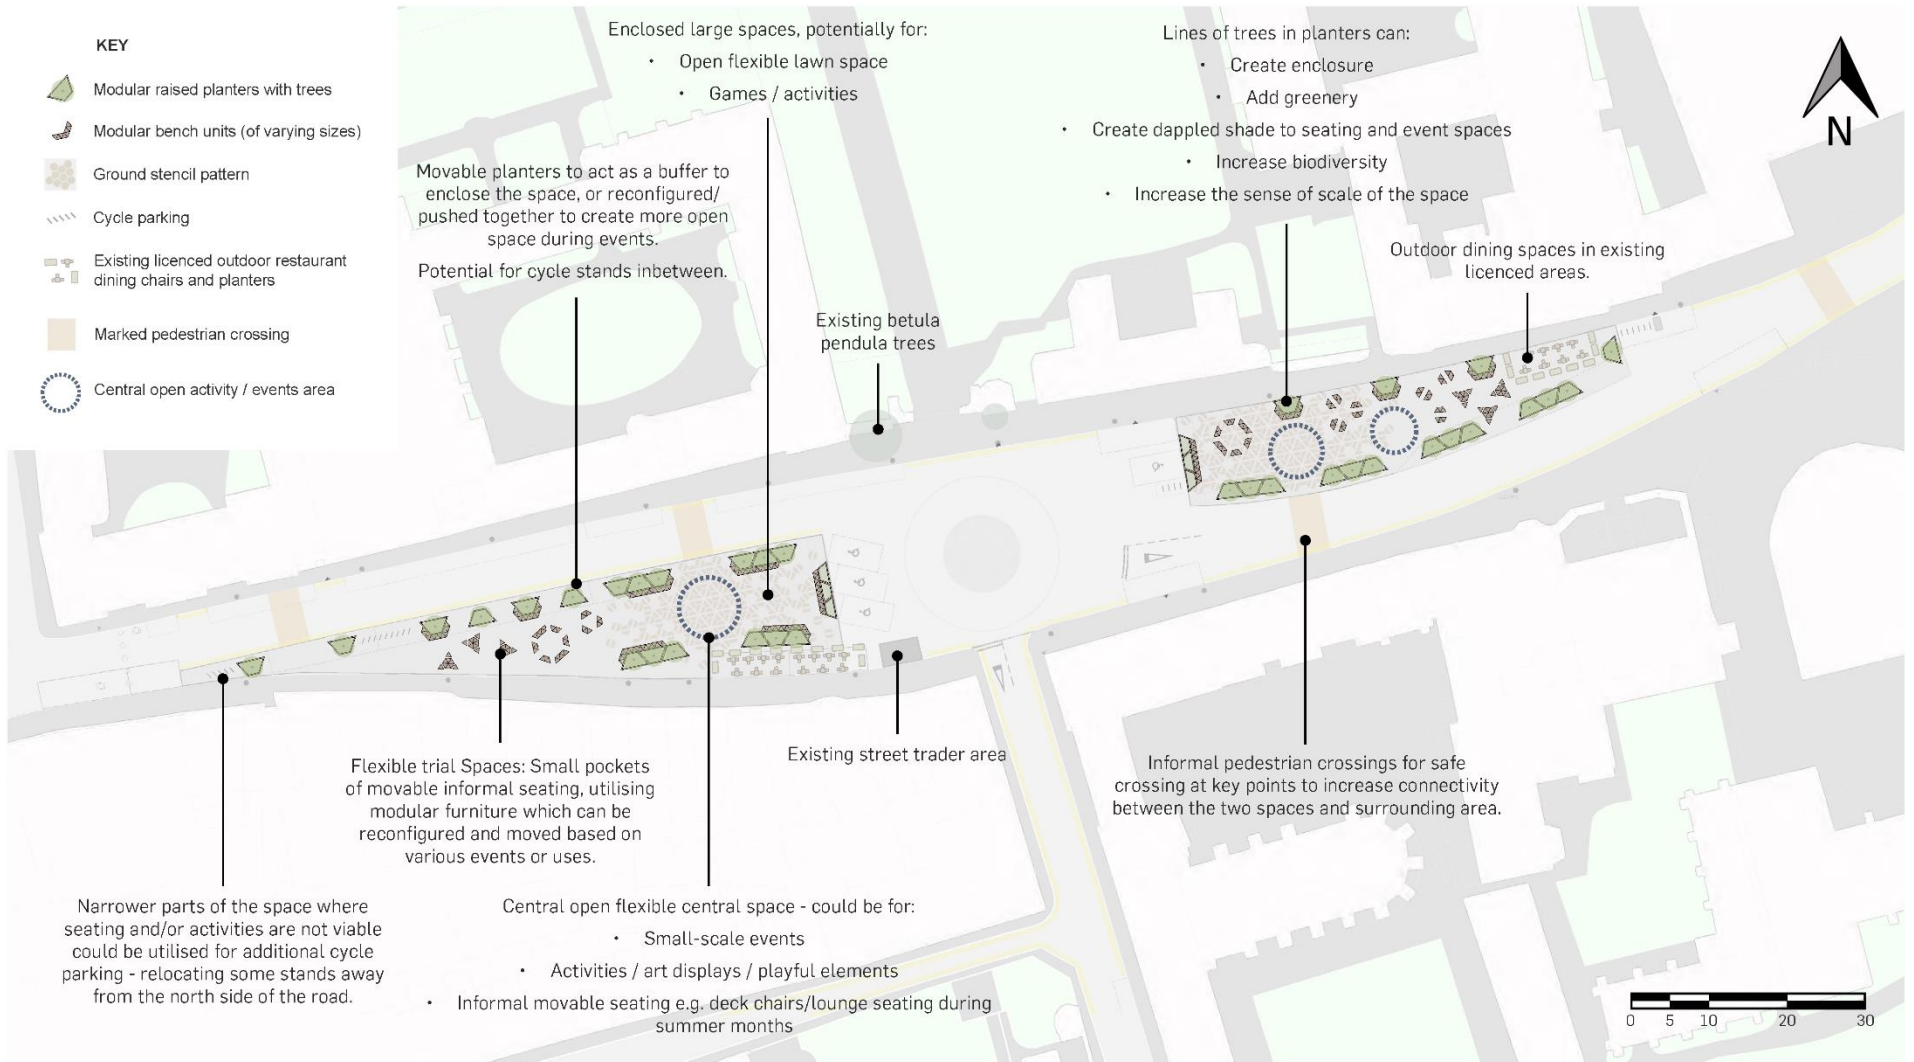 KEY
Modular raised planters with trees
Modular bench units (of varying sizes)
Ground stencil pattern
Cycle parking
Existing licenced outdoor restaurant
dining chairs and planters
Marked pedestrian crossing
Central open activity / events area
Enclosed large spaces, potentially for:
• Open flexible lawn space
• Games / activities
Movable planters to act as a buffer to
enclose the space, or reconfigured/
pushed together to create more open
space during events.
Potential for cycle stands inbetween.
Existing betula
pendula trees
Lines of trees in planters can:
• Create enclosure
• Add greenery
• Create dappled shade to seating and event spaces
• Increase biodiversity
• Increase the sense of scale of the space
Outdoor dining spaces in existing
licenced areas.
N
Narrower parts of the space where
seating and/or activities are not viable
could be utilised for additional cycle
parking - relocating some stands away
from the north side of the road.
Flexible trial Spaces: Small pockets
of movable informal seating, utilising
modular furniture which can be
reconfigured and moved based on
various events or uses.
Central open flexible central space - could be for:
• Small-scale events
• Activities / art displays / playful elements
• Informal movable seating e.g. deck chairs/lounge seating during
summer months
Existing street trader area
Informal pedestrian crossings for safe
crossing at key points to increase connectivity
between the two spaces and surrounding area.
0 5 10 20 30